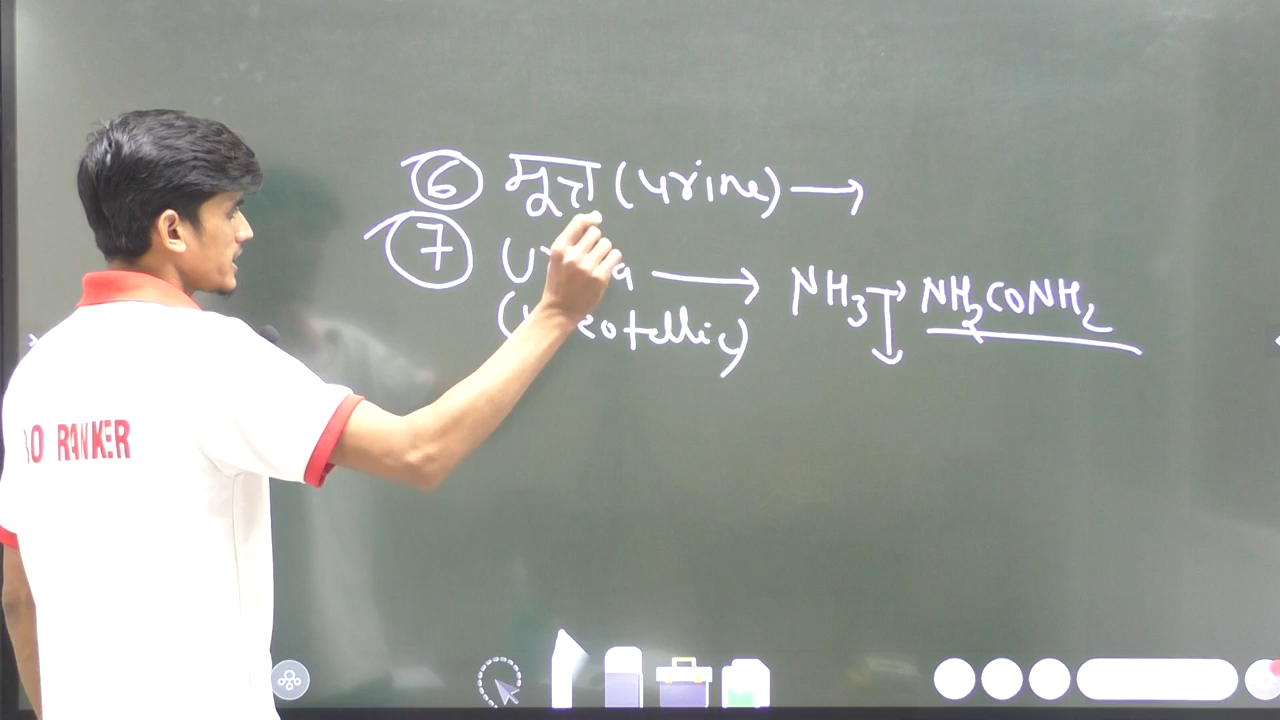 6 मूत्र (urine) →
7 →
NH3 → NH2CONH2
RANKER